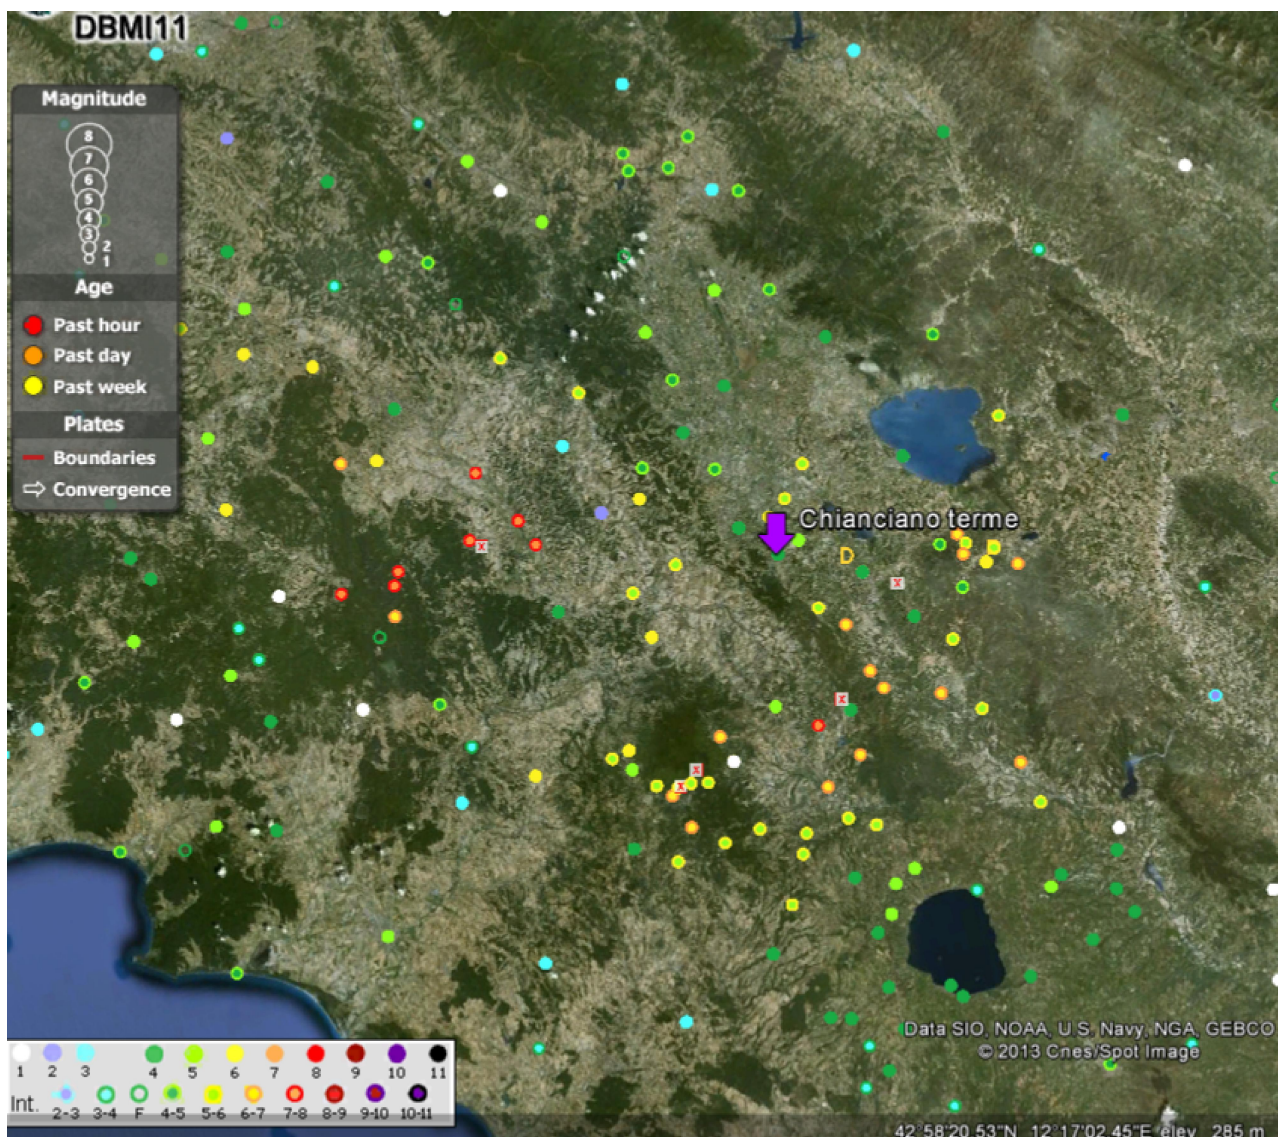 DBMI11
Magnitude
8
7
6
5
4
3
2
1
Age
Past hour
Past day
Past week
Plates
Boundaries
Convergence
Chianciano terme
D
x
x
x
x
x
Data SIO, NOAA, U.S. Navy, NGA, GEBCO
© 2013 Cnes/Spot Image
1 2 3 4 5 6 7 8 9 10 11
Int. 2-3 3-4 F 4-5 5-6 6-7 7-8 8-9 9-10 10-11
42°58'20.53"N 12°17'02.45"E elev 285 m